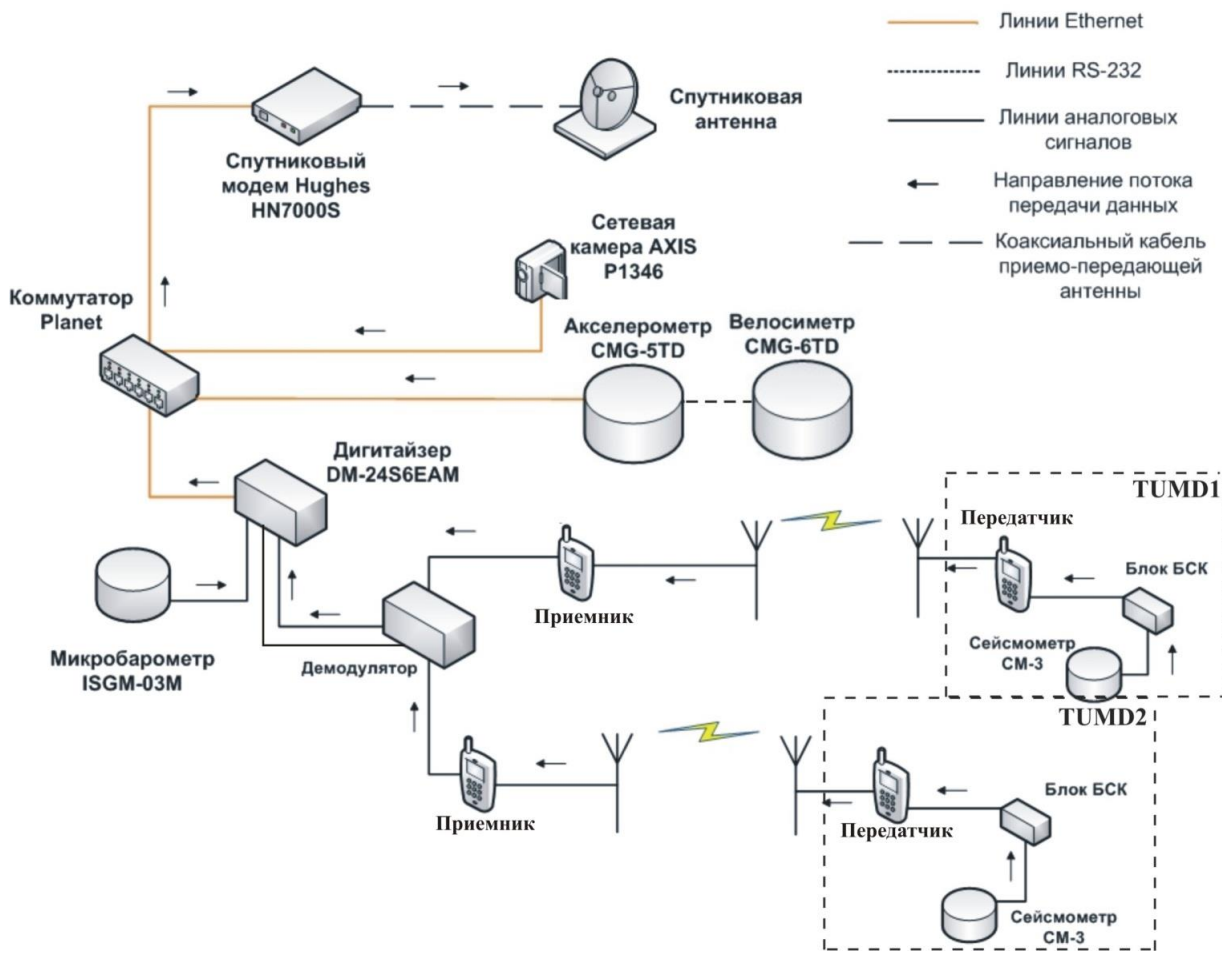 Линии Ethernet
Линии RS-232
Линии аналоговых
сигналов
Направление потока
передачи данных
Коаксиальный кабель
приемо-передающей
антенны
Спутниковая
антенна
Спутниковый
модем Hughes
HN7000S
Сетевая
камера AXIS
P1346
Коммутатор
Planet
Акселерометр
CMG-5TD
Велосиметр
CMG-6TD
Дигитайзер
DM-24S6EAM
TUMD1
Передатчик
Блок БСК
Приемник
Сейсмометр
СМ-3
Микробарометр
ISGM-03M
Демодулятор
TUMD2
Блок БСК
Приемник
Передатчик
Сейсмометр
СМ-3